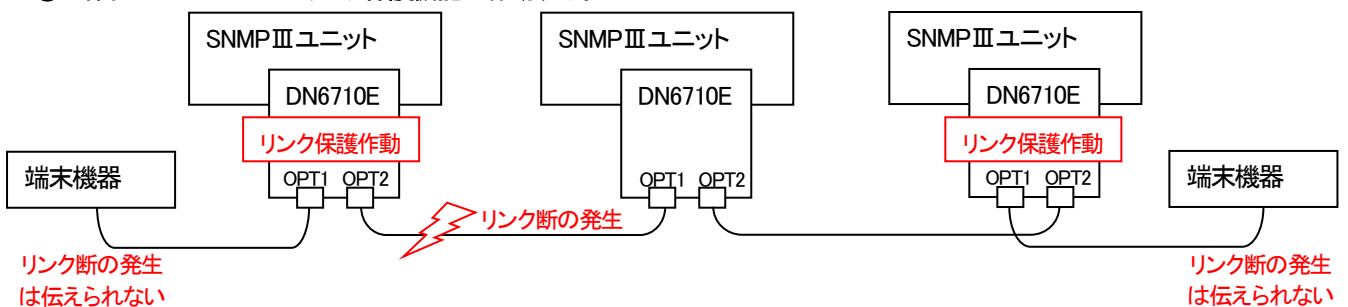 SNMPⅢユニット
SNMPⅢユニット
SNMPⅢユニット
DN6710E
DN6710E
DN6710E
リンク保護作動
リンク保護作動
端末機器
OPT1 OPT2
OPT1 OPT2
OPT1 OPT2
端末機器
リンク断の発生
リンク断の発生
は伝えられない
リンク断の発生
は伝えられない